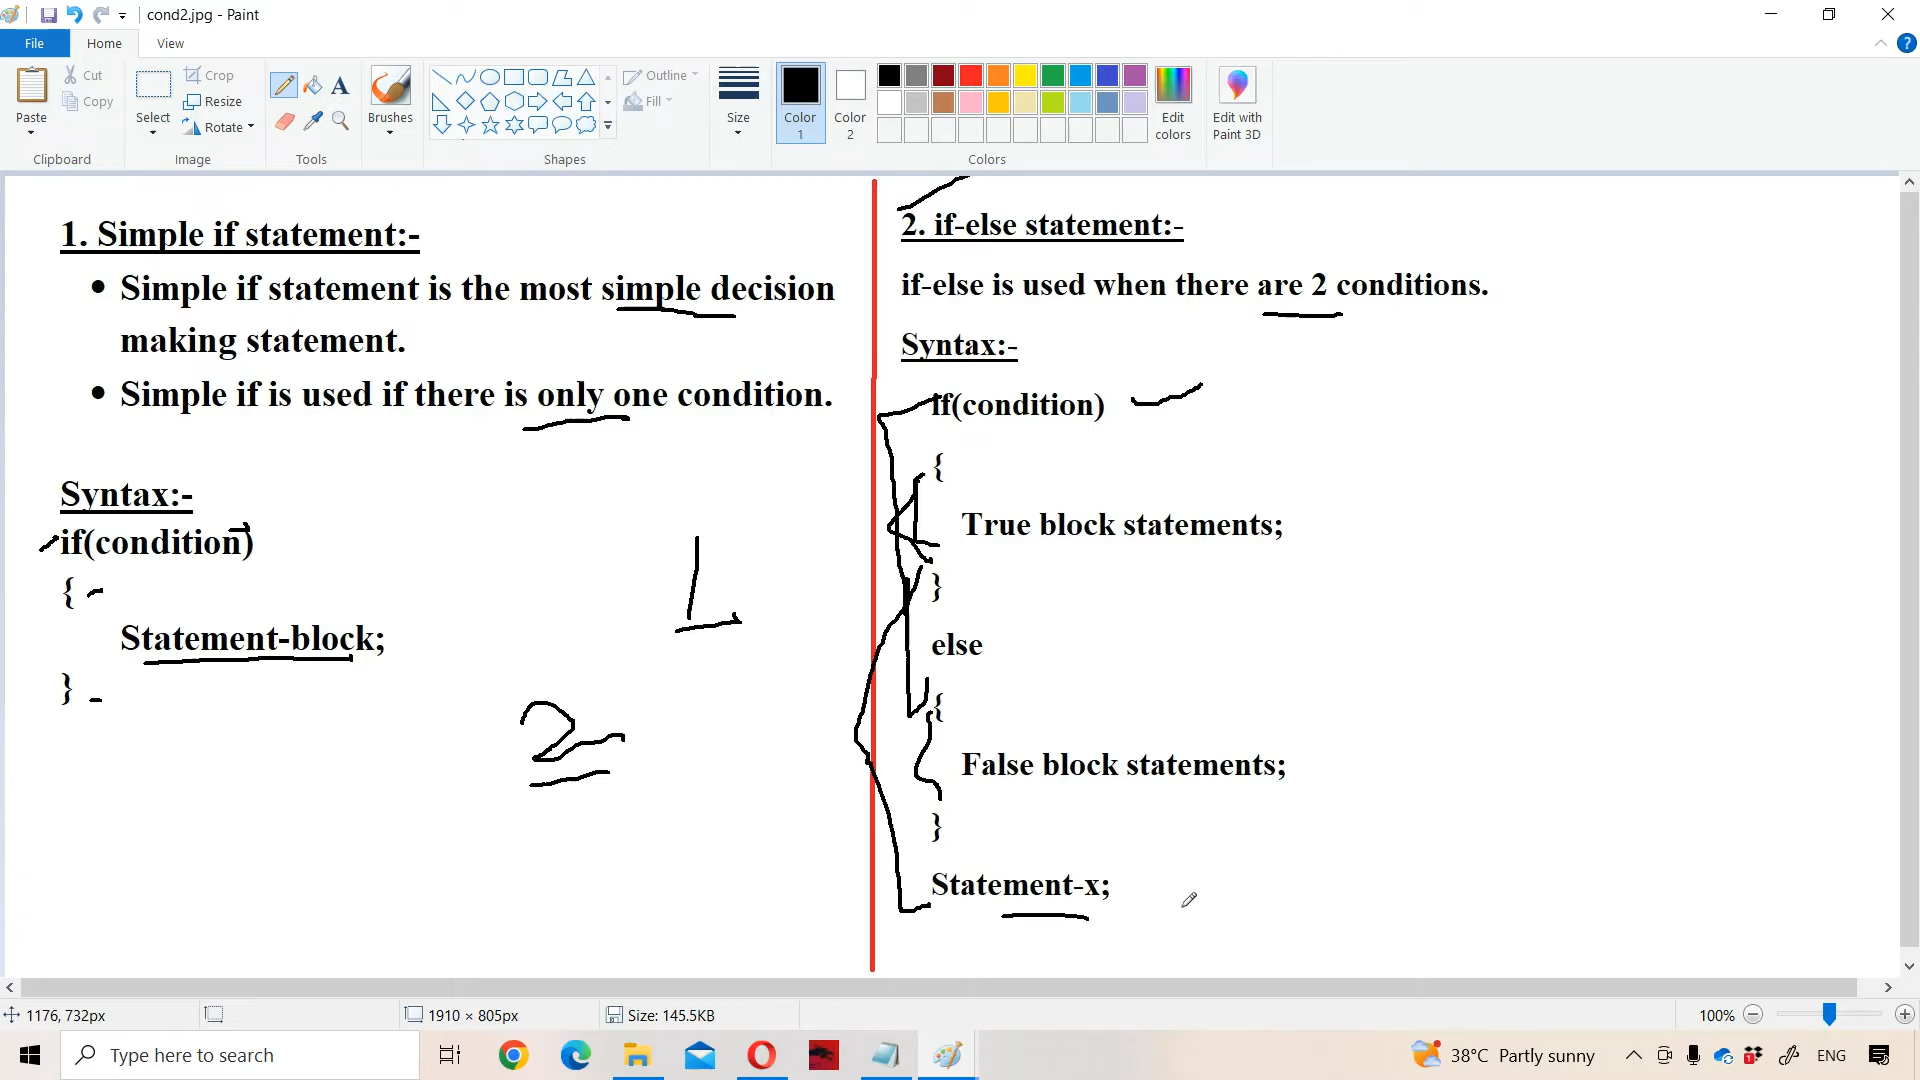 cond2.jpg - Paint
File
Home
View
Cut
Copy
Paste
Clipboard
Crop
Resize
Rotate
Select
Image
A
Tools
Brushes
Outline
Fill
Shapes
Size
Color 1
Color 2
Edit colors
Edit with Paint 3D
Colors
1. Simple if statement:-
• Simple if statement is the most simple decision
making statement.
• Simple if is used if there is only one condition.
Syntax:-
if(condition)
{
Statement-block;
}
1
2
2. if-else statement:-
if-else is used when there are 2 conditions.
Syntax:-
if(condition)
{
True block statements;
}
else
{
False block statements;
}
Statement-x;
1176, 732px
1910 × 805px
Size: 145.5KB
100%
Type here to search
38°C Partly sunny
ENG